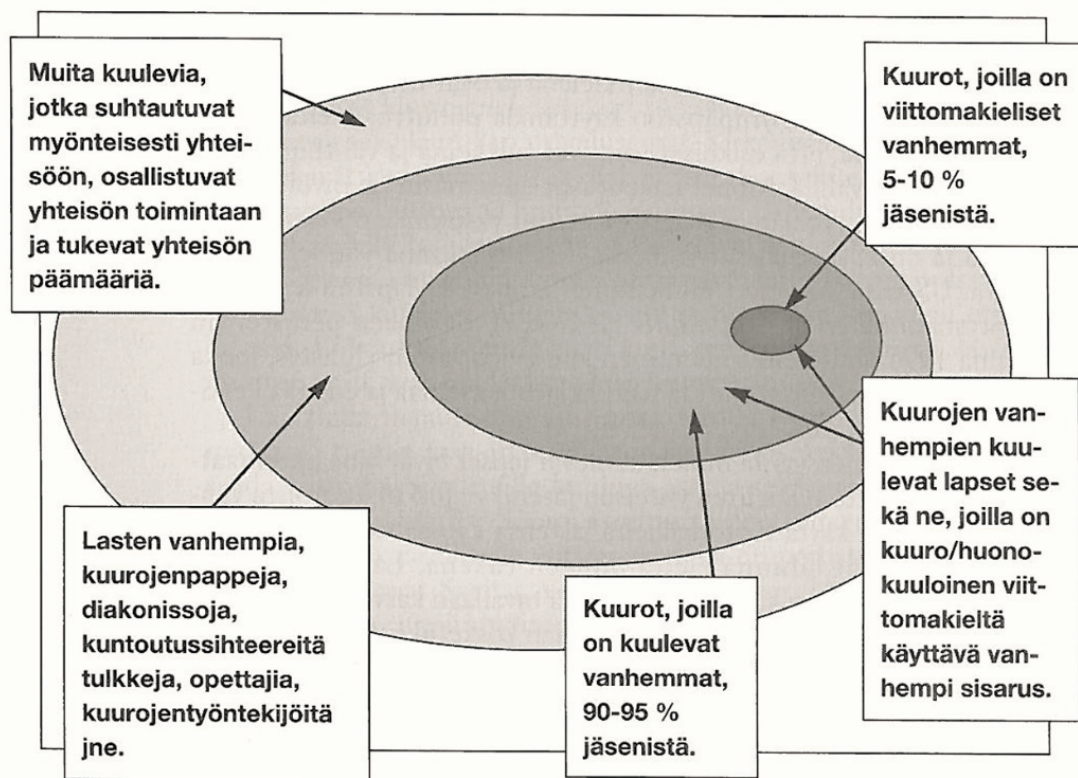 Muita kuulevia,
jotka suhtautuvat
myönteisesti yhtei-
söön, osallistuvat
yhteisön toimintaan
ja tukevat yhteisön
päämääriä.
Kuurot, joilla on
viittomakieliset
vanhemmat,
5-10 %
jäsenistä.
Kuurojen van-
hempien kuu-
levat lapset se-
kä ne, joilla on
kuuro/huono-
kuuloinen viit-
tomakieltä
käyttävä van-
hempi sisarus.
Lasten vanhempia,
kuurojenpappeja,
diakonissoja,
kuntoutussihteereitä
tulkkeja, opettajia,
kuurojentyöntekijöitä
jne.
Kuurot, joilla
on kuulevat
vanhemmat,
90-95 %
jäsenistä.